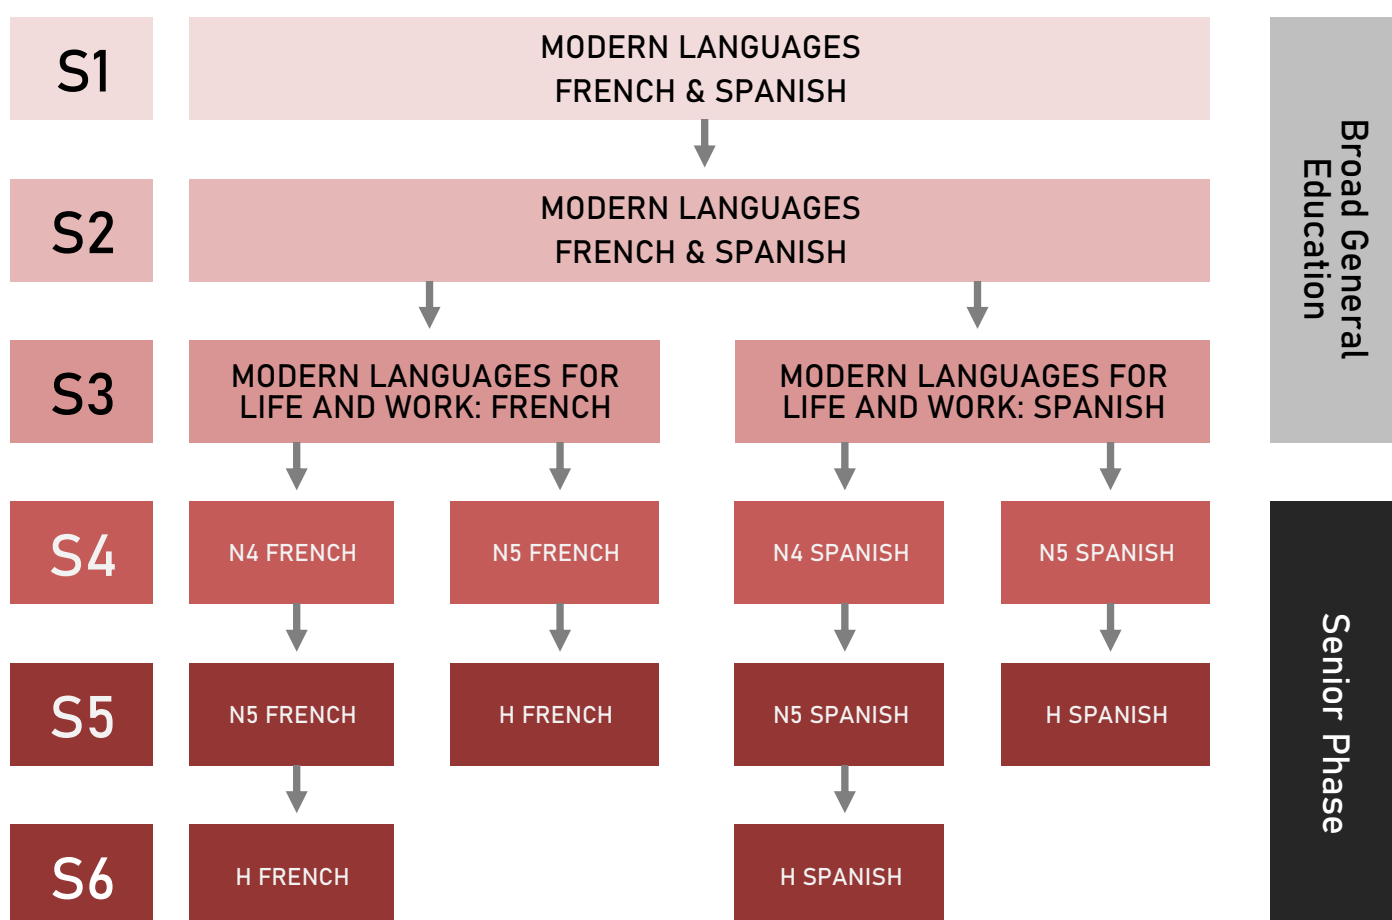 S1
MODERN LANGUAGES
FRENCH & SPANISH
S2
MODERN LANGUAGES
FRENCH & SPANISH
S3
MODERN LANGUAGES FOR
LIFE AND WORK: FRENCH
MODERN LANGUAGES FOR
LIFE AND WORK: SPANISH
S4
N4 FRENCH
N5 FRENCH
N4 SPANISH
N5 SPANISH
S5
N5 FRENCH
H FRENCH
N5 SPANISH
H SPANISH
S6
H FRENCH
H SPANISH
Broad General
Education
Senior Phase